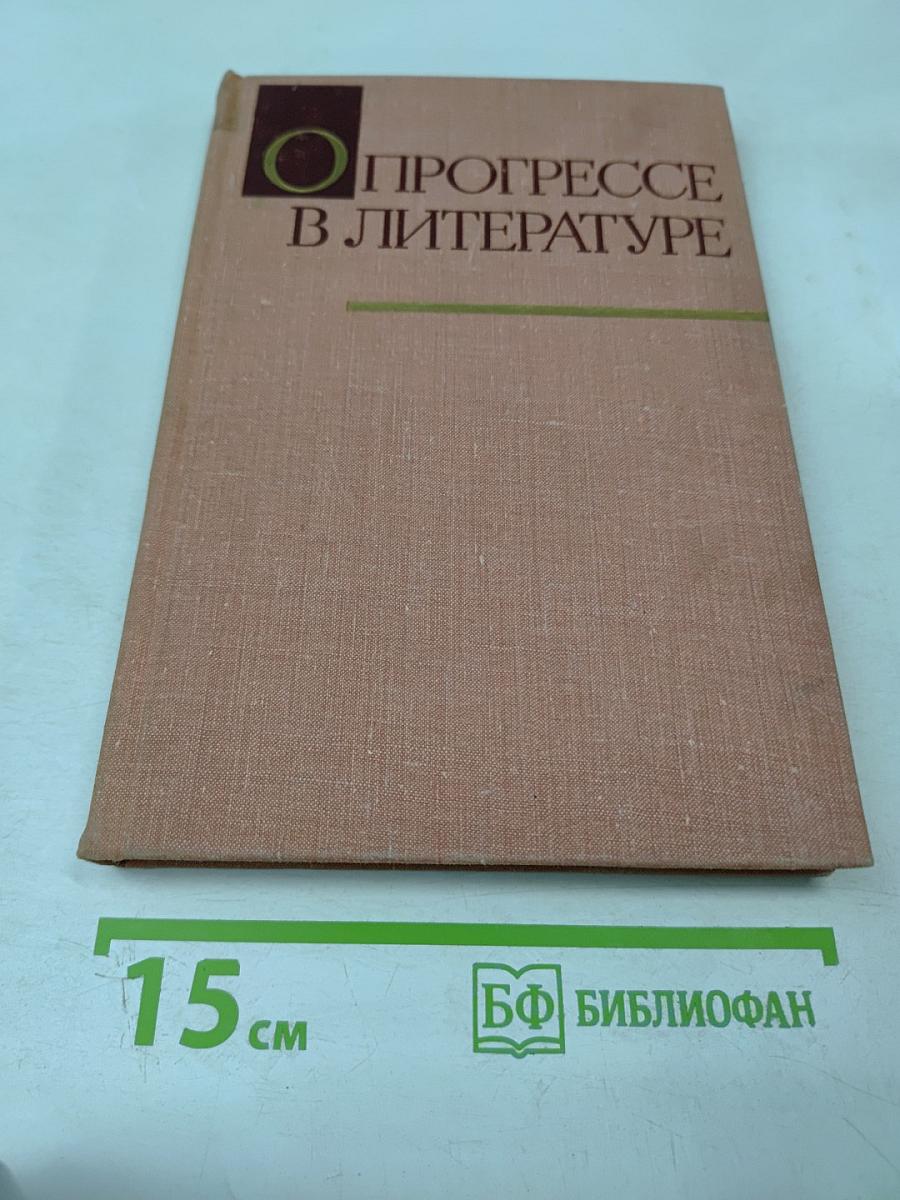 О ПРОГРЕССЕ
В ЛИТЕРАТУРЕ
15 см
БФ БИБЛИОФАН